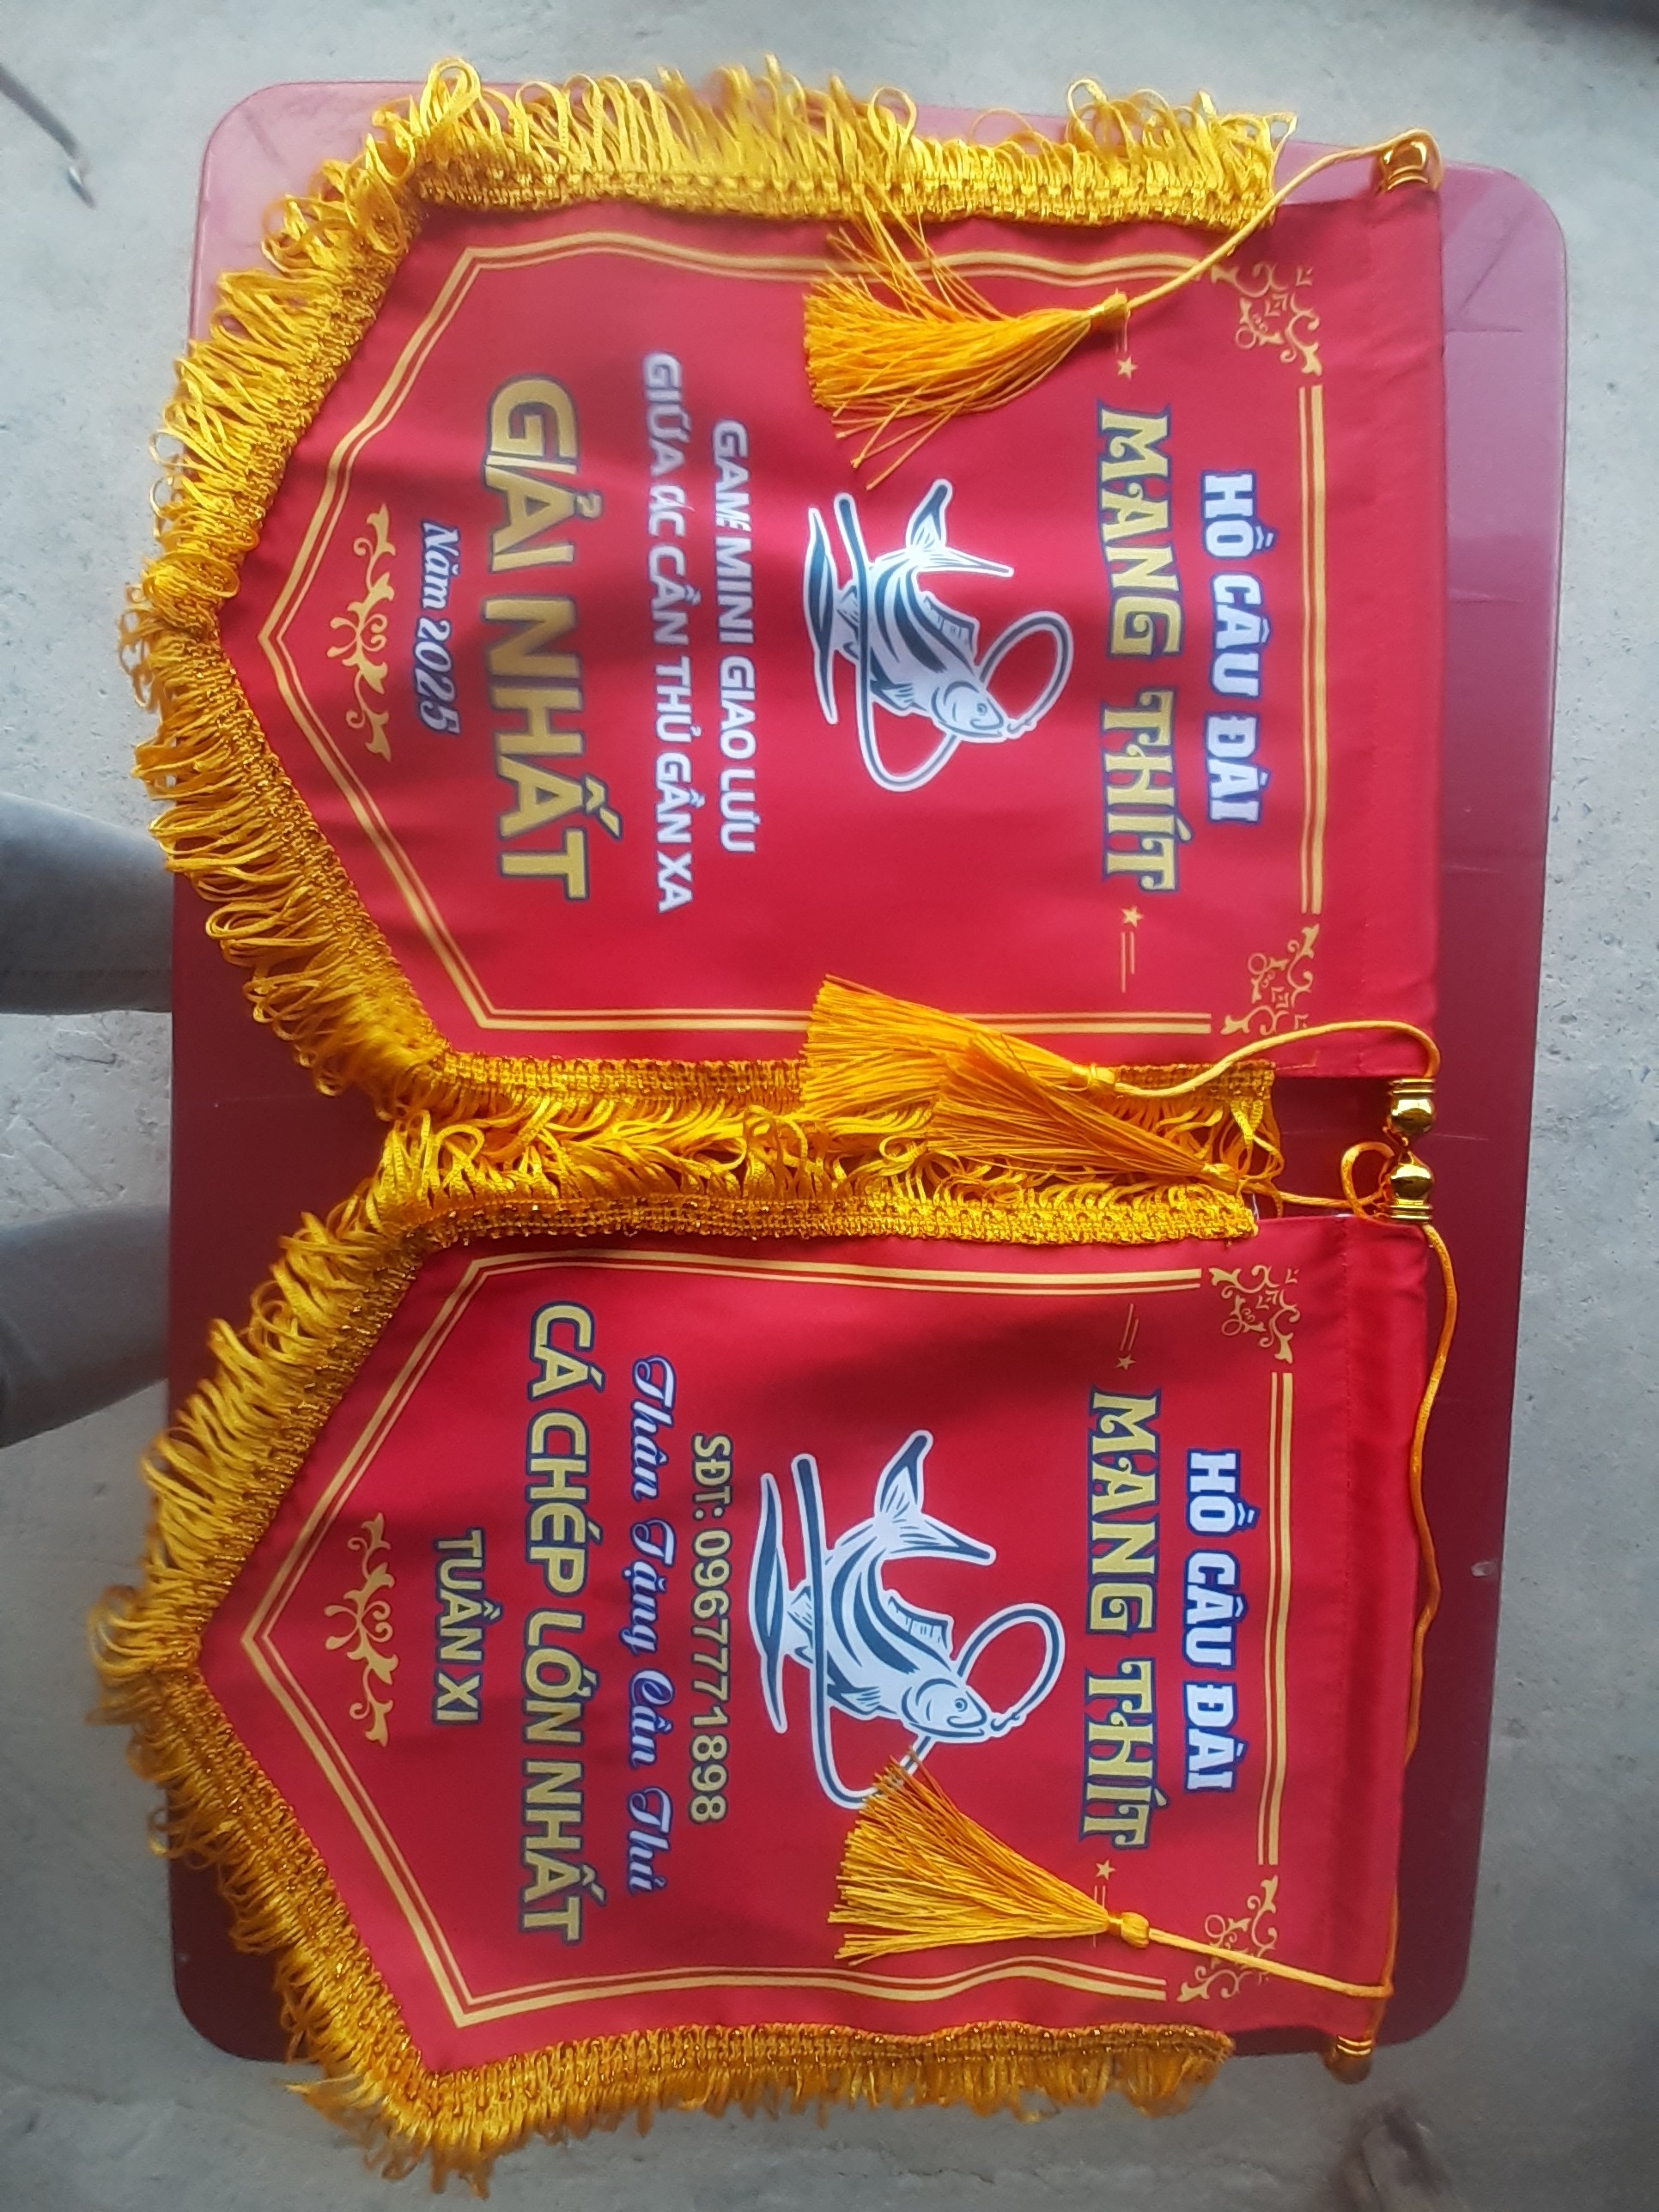 HỒ CÂU ĐÀI
MANG THÍT
GAME MINI GIAO LƯU
GIỮA CÁC CẦN THỦ GẦN XA
GIẢI NHẤT
Năm 2025
HỒ CÂU ĐÀI
MANG THÍT
SĐT: 0967771898
Thân Tặng Cần Thủ
CÁ CHÉP LỚN NHẤT
TUẦN XI